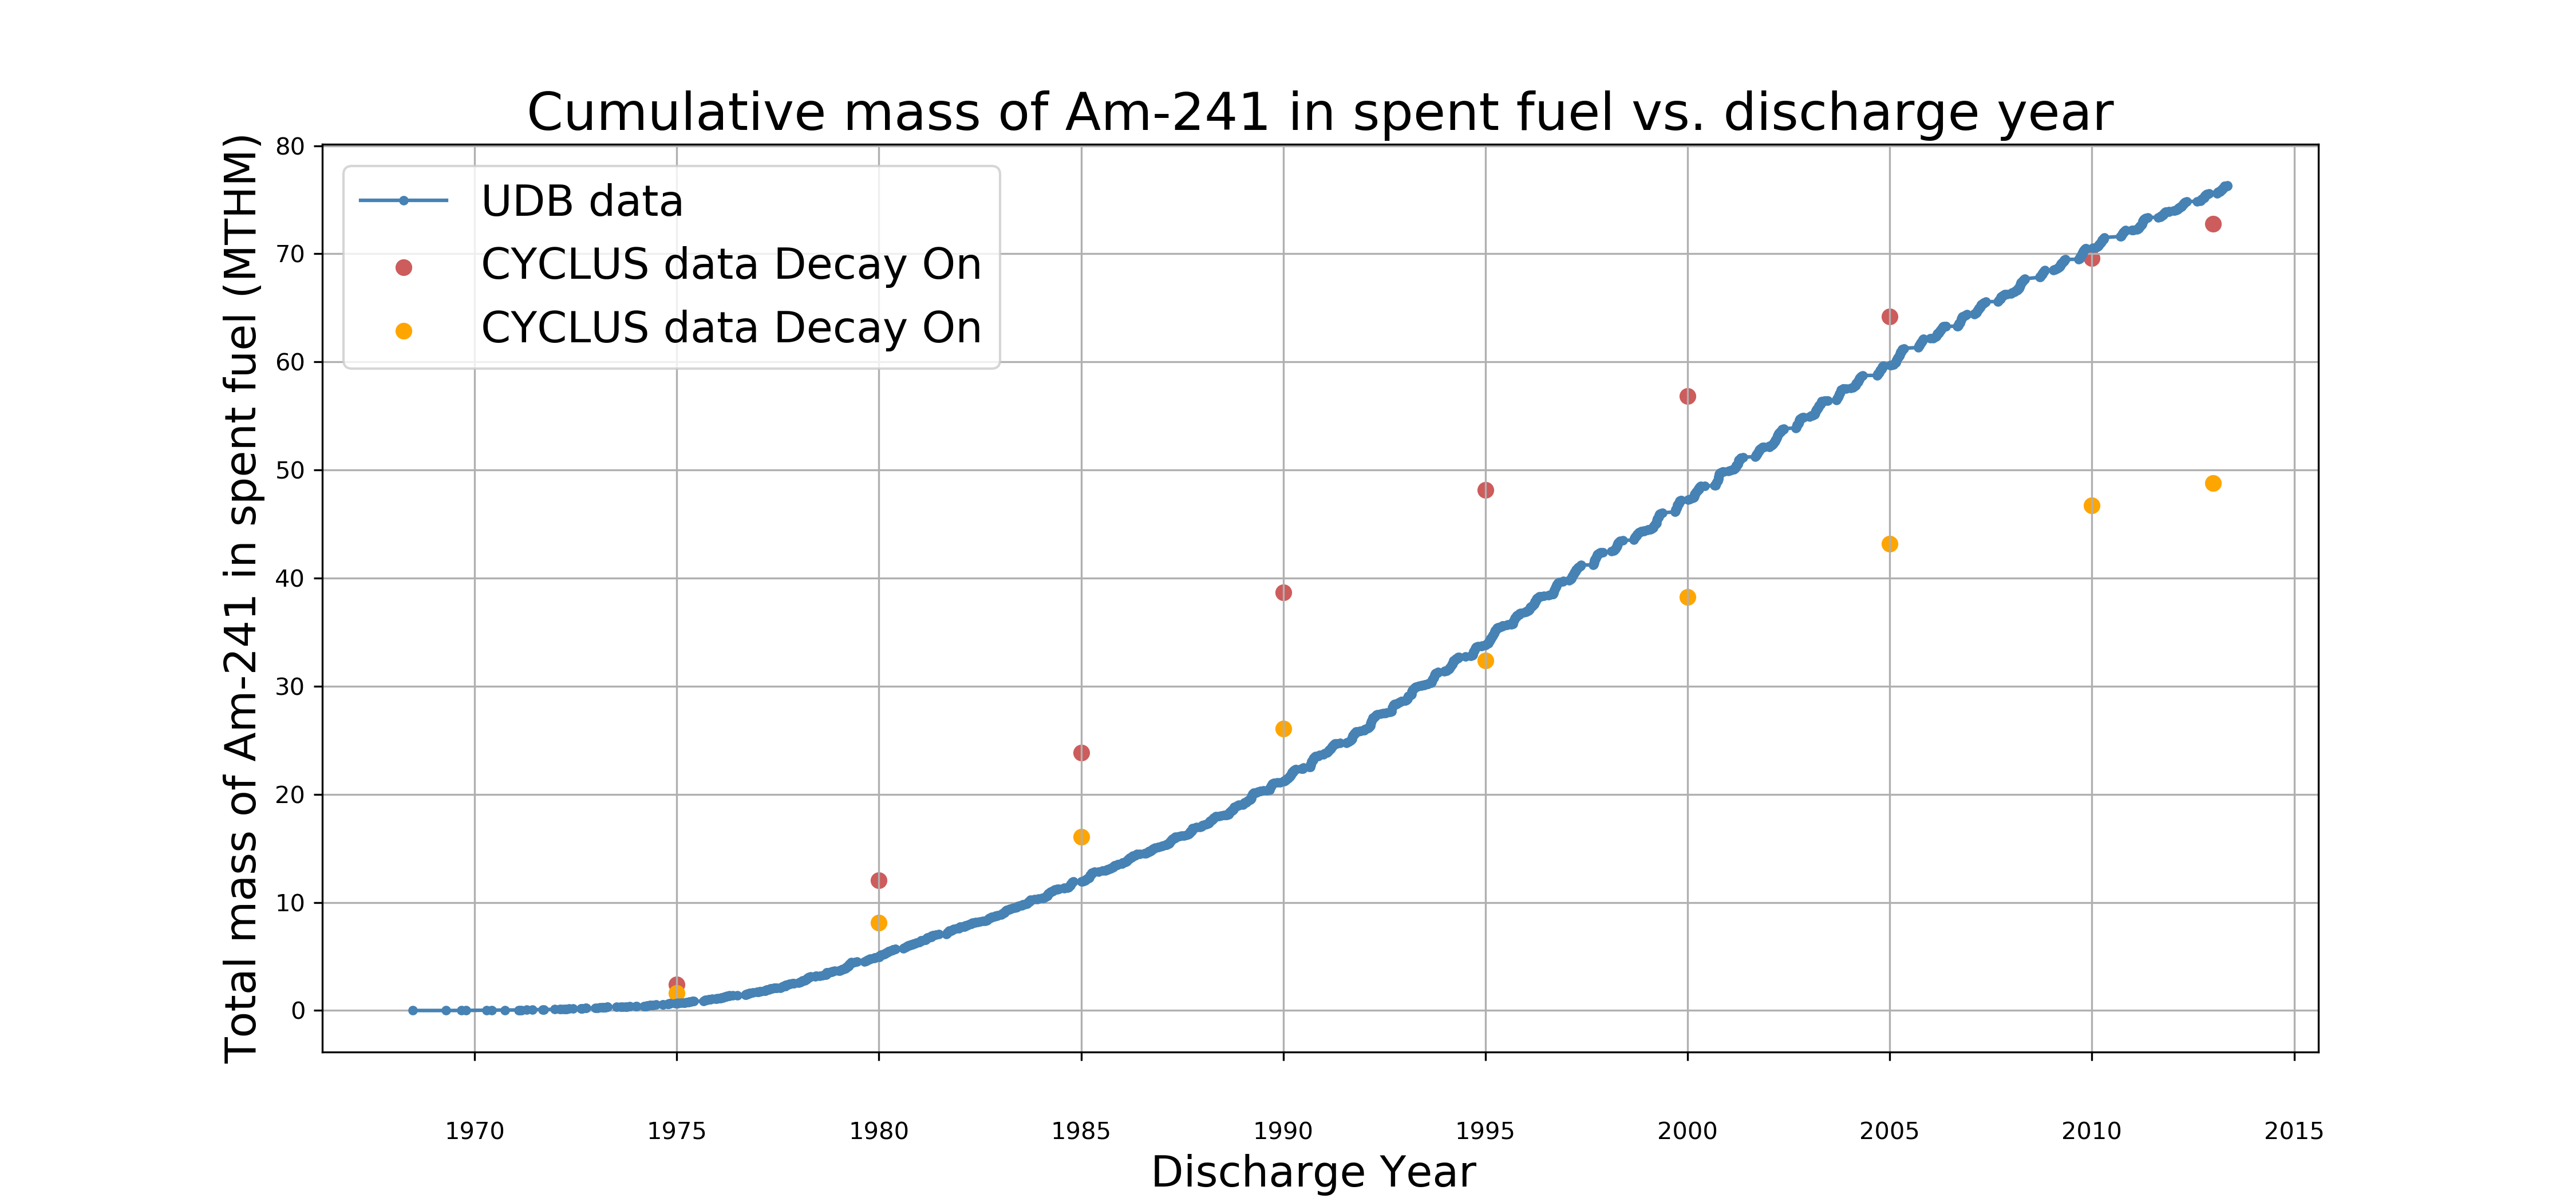 Cumulative mass of Am-241 in spent fuel vs. discharge year
Total mass of Am-241 in spent fuel (MTHM)
80
70
60
50
40
30
20
10
0
UDB data
CYCLUS data Decay On
CYCLUS data Decay On
1970 1975 1980 1985 1990 1995 2000 2005 2010 2015
Discharge Year